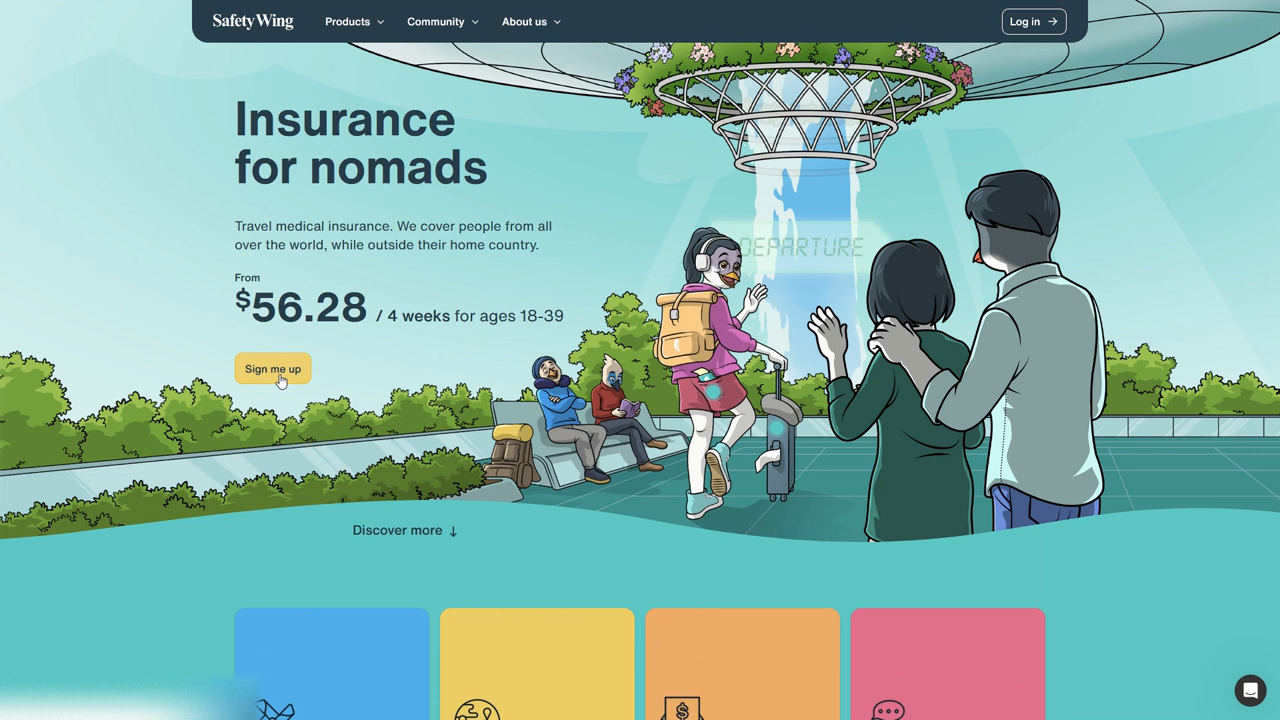 SafetyWing Products Community About us Log in
Insurance
for nomads
Travel medical insurance. We cover people from all
over the world, while outside their home country.
From
$56.28 / 4 weeks for ages 18-39
DEPARTURE
Sign me up
Discover more
$